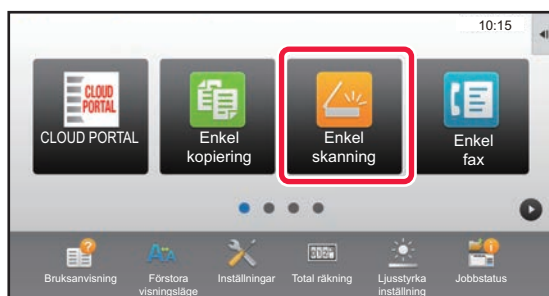 10:15
CLOUD
PORTAL
CLOUD PORTAL
Enkel
kopiering
Enkel
skanning
Enkel
fax
Bruksanvisning
Förstora
visningsläge
Inställningar
Total räkning
Ljusstyrka
inställning
Jobbstatus